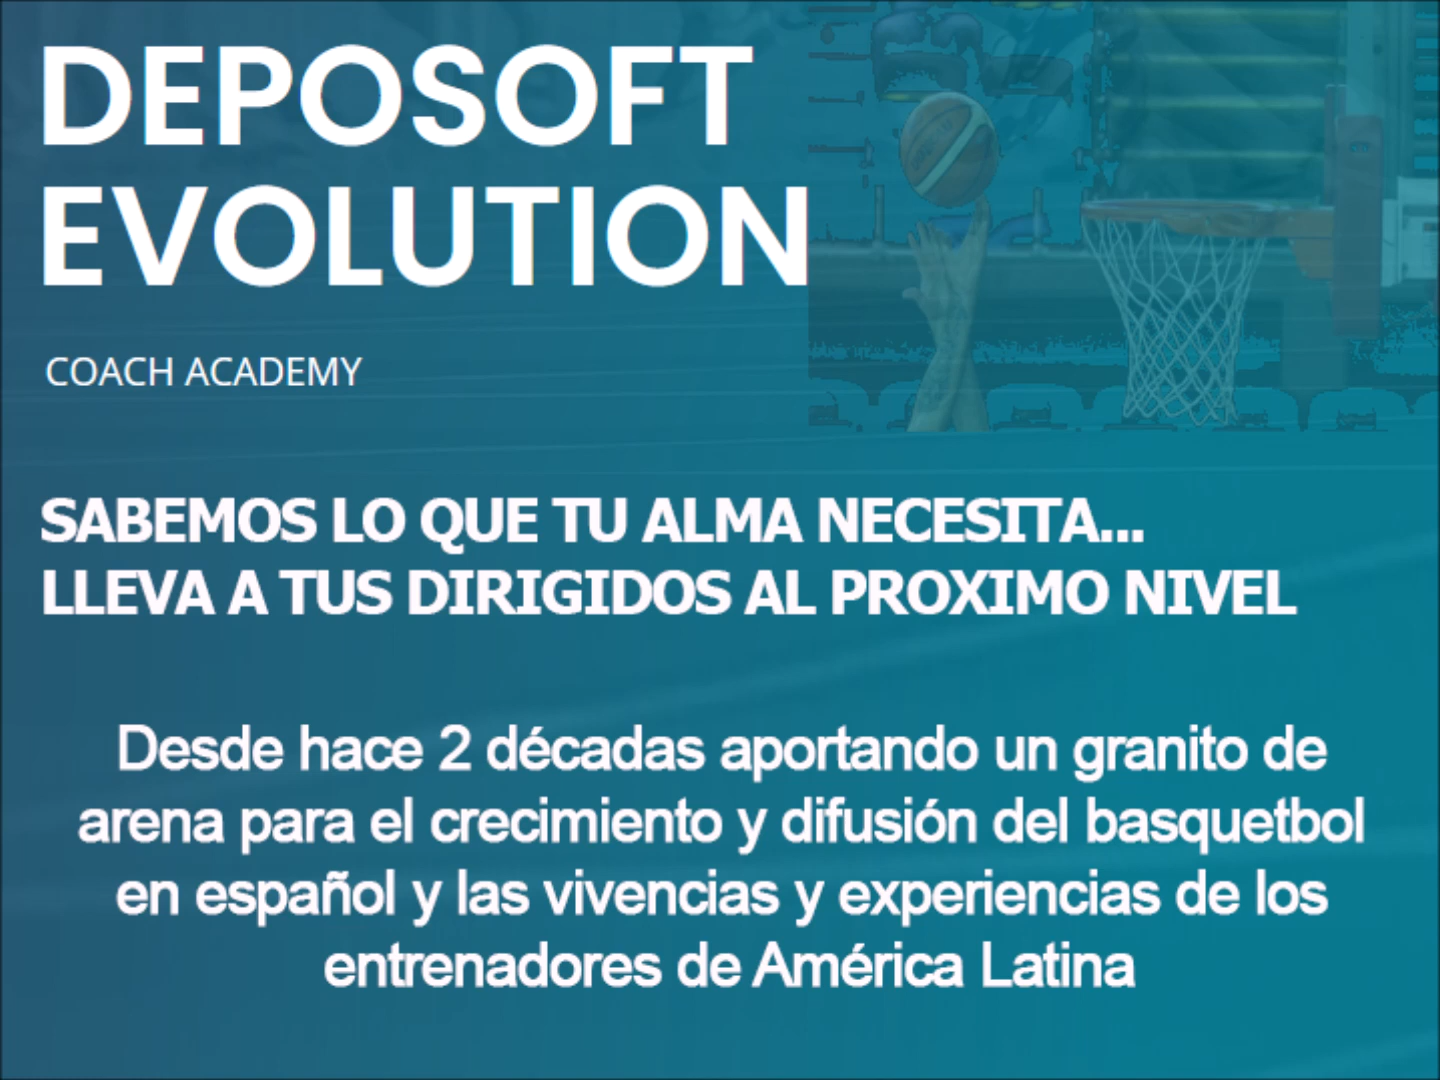 DEPOSOFT
EVOLUTION
COACH ACADEMY
SABEMOS LO QUE TU ALMA NECESITA...
LLEVA A TUS DIRIGIDOS AL PROXIMO NIVEL
Desde hace 2 décadas aportando un granito de
arena para el crecimiento y difusión del basquetbol
en español y las vivencias y experiencias de los
entrenadores de América Latina